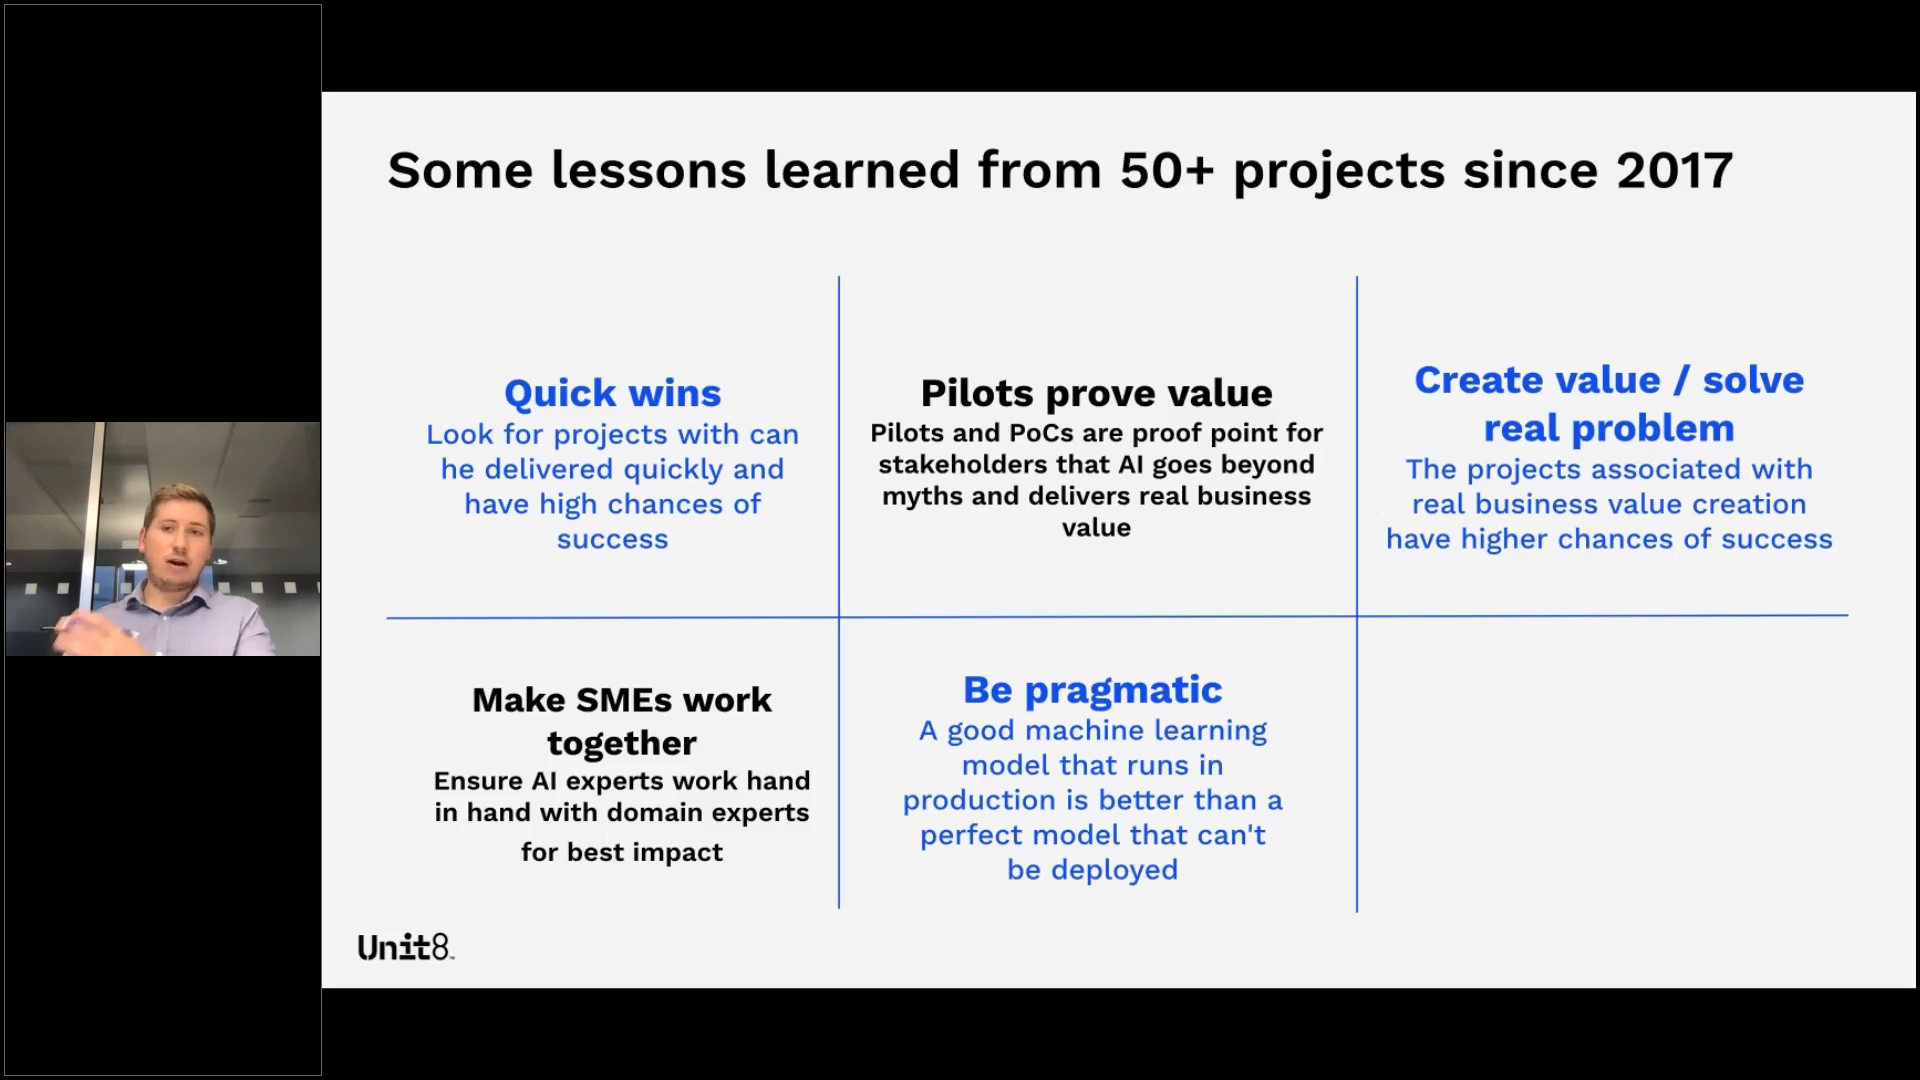 Some lessons learned from 50+ projects since 2017
Quick wins
Look for projects with can
he delivered quickly and
have high chances of
success
Pilots prove value
Pilots and PoCs are proof point for
stakeholders that AI goes beyond
myths and delivers real business
value
Create value / solve
real problem
The projects associated with
real business value creation
have higher chances of success
Make SMEs work
together
Ensure AI experts work hand
in hand with domain experts
for best impact
Be pragmatic
A good machine learning
model that runs in
production is better than a
perfect model that can't
be deployed
Unit8